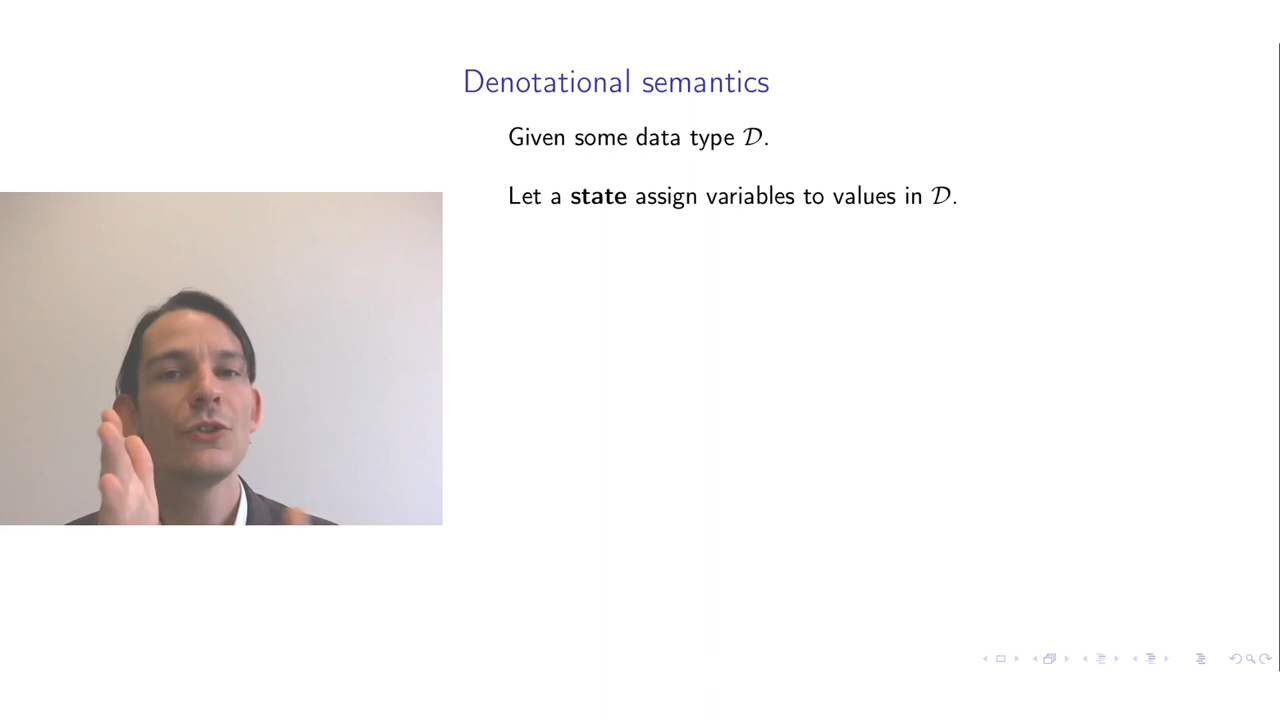 Denotational semantics
Given some data type 𝒟.
Let a state assign variables to values in 𝒟.